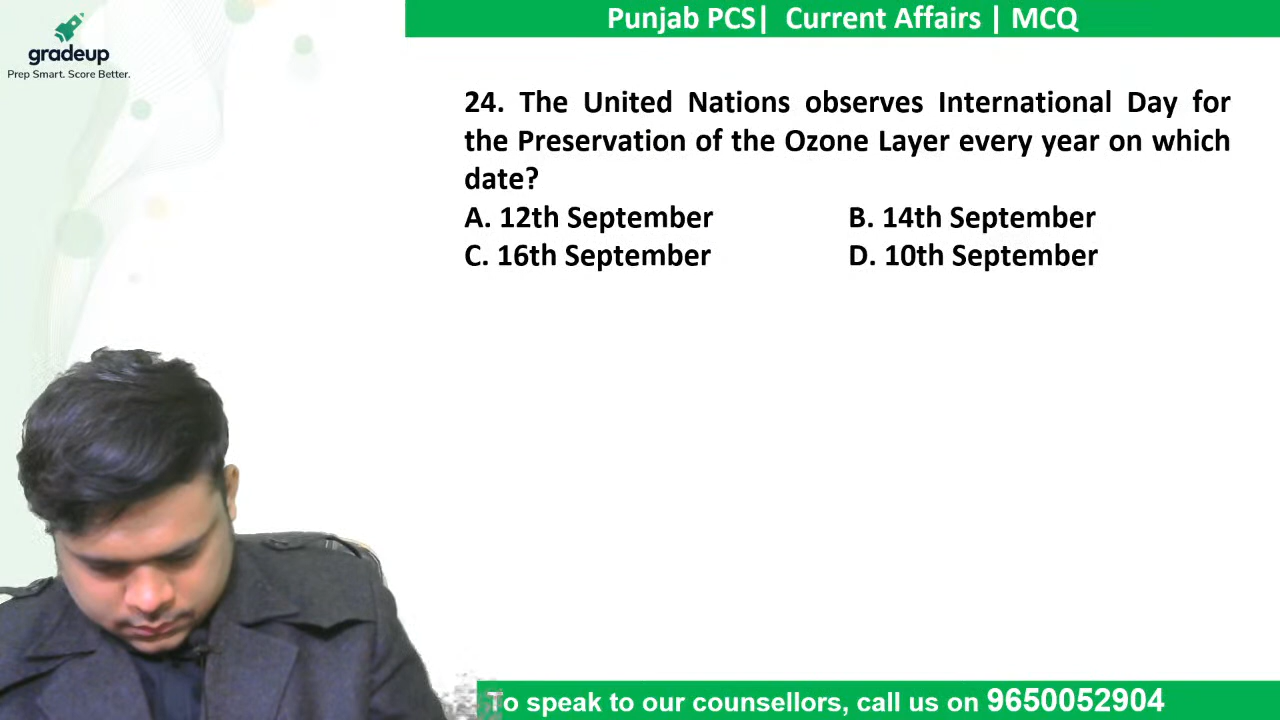 Punjab PCS| Current Affairs | MCQ
gradeup
Prep Smart. Score Better.
24. The United Nations observes International Day for
the Preservation of the Ozone Layer every year on which
date?
A. 12th September B. 14th September
C. 16th September D. 10th September
To speak to our counsellors, call us on 9650052904